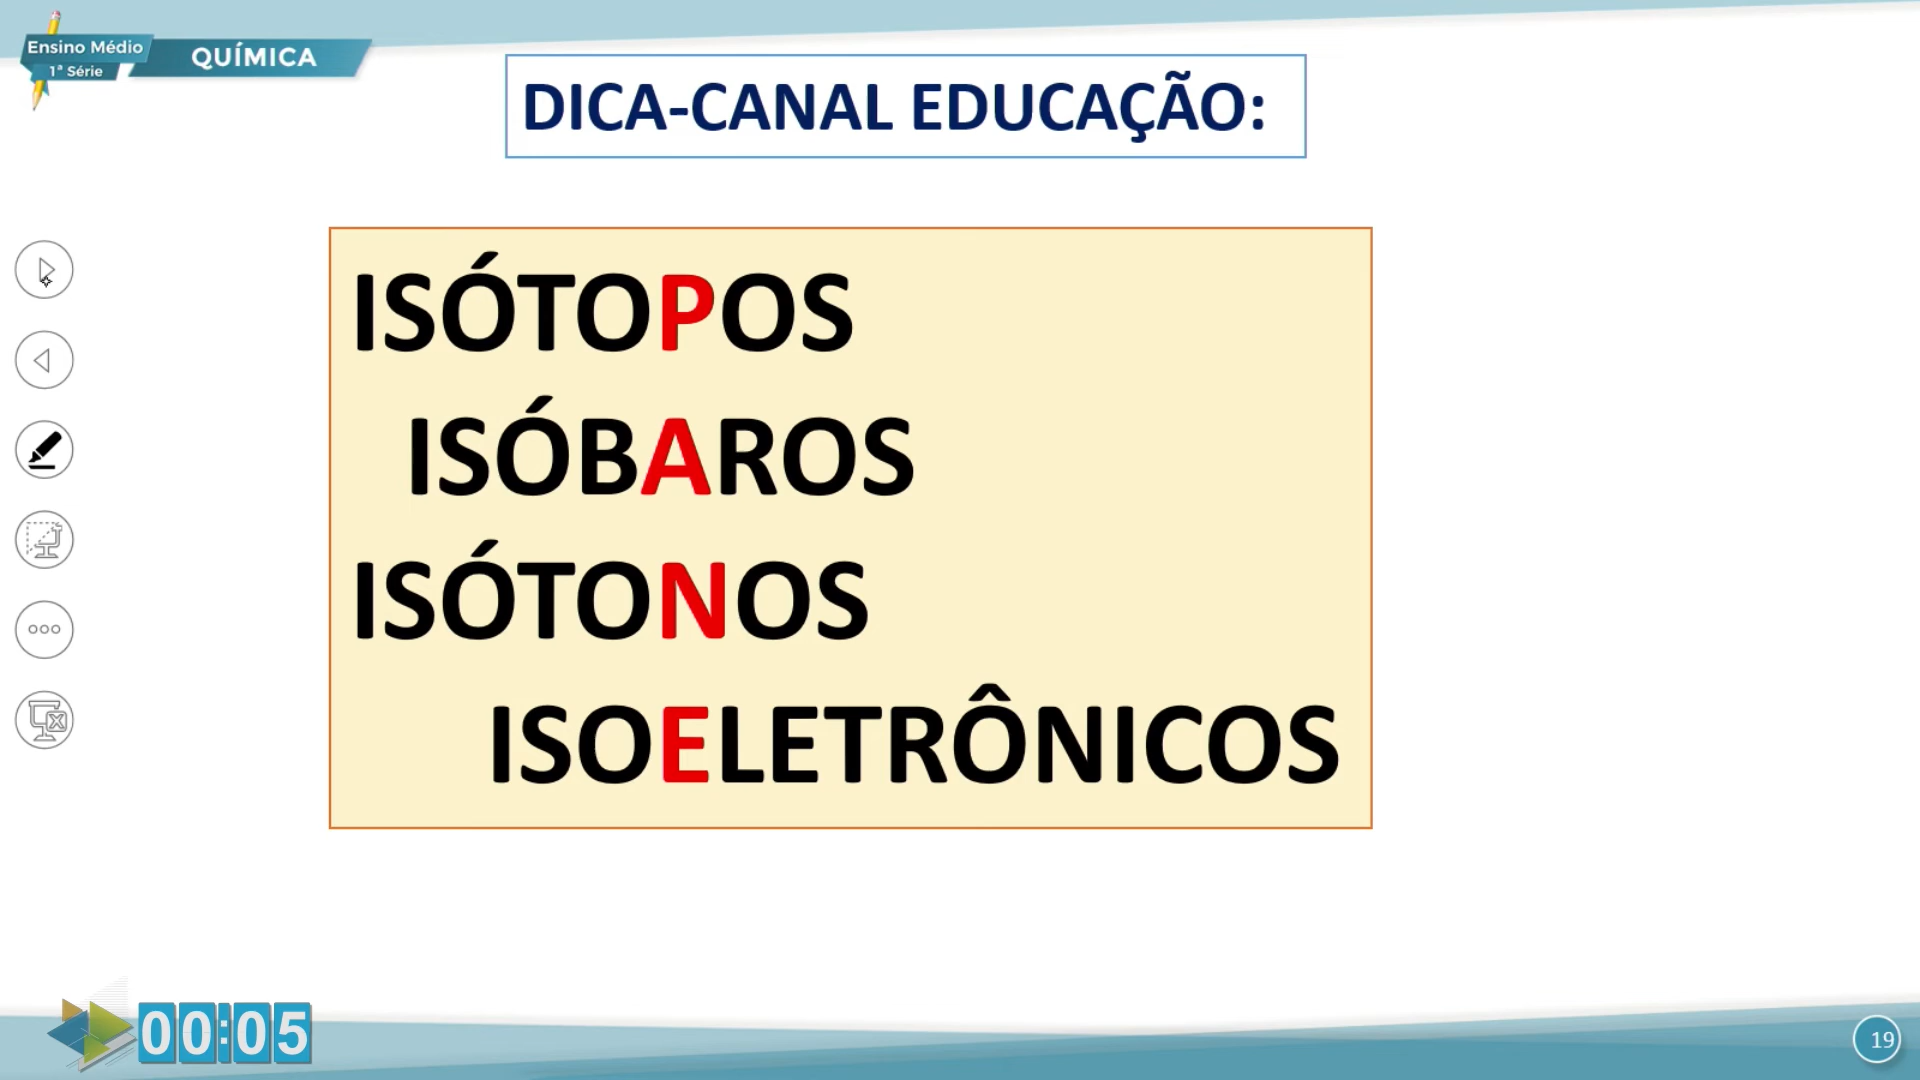 Ensino Médio
1ª Série
QUÍMICA
DICA-CANAL EDUCAÇÃO:
ISÓTOPOS
ISÓBAROS
ISÓTONOS
ISOELETRÔNICOS
00:05
19